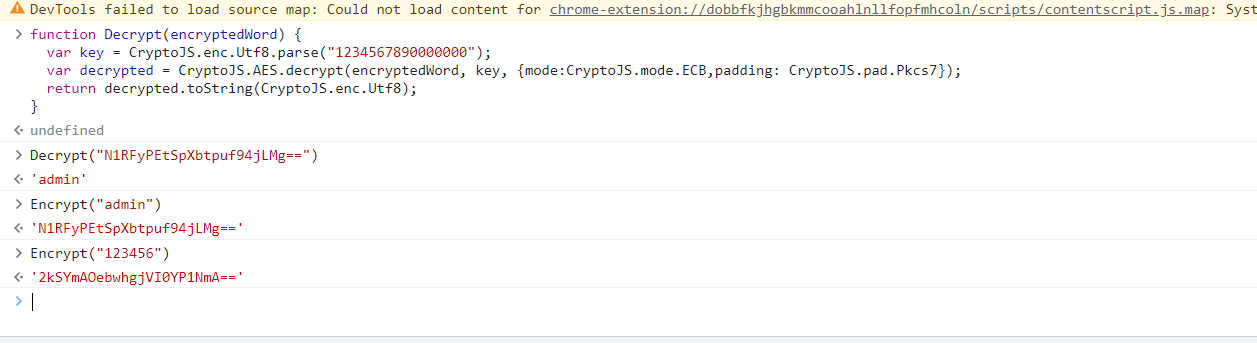 DevTools failed to load source map: Could not load content for chrome-extension://dobbfkjhgbkmmcooahlnllfopfmhcoln/scripts/contentscript.js.map: Syst
function Decrypt(encryptedWord) {
var key = CryptoJS.enc.Utf8.parse("1234567890000000");
var decrypted = CryptoJS.AES.decrypt(encryptedWord, key, {mode:CryptoJS.mode.ECB,padding: CryptoJS.pad.Pkcs7});
return decrypted.toString(CryptoJS.enc.Utf8);
}
undefined
Decrypt("N1RFyPEtSpXbtpuf94jLMg==")
'admin'
Encrypt("admin")
'N1RFyPEtSpXbtpuf94jLMg=='
Encrypt("123456")
'2kSYmAOebwhgjVI0YP1NmA=='